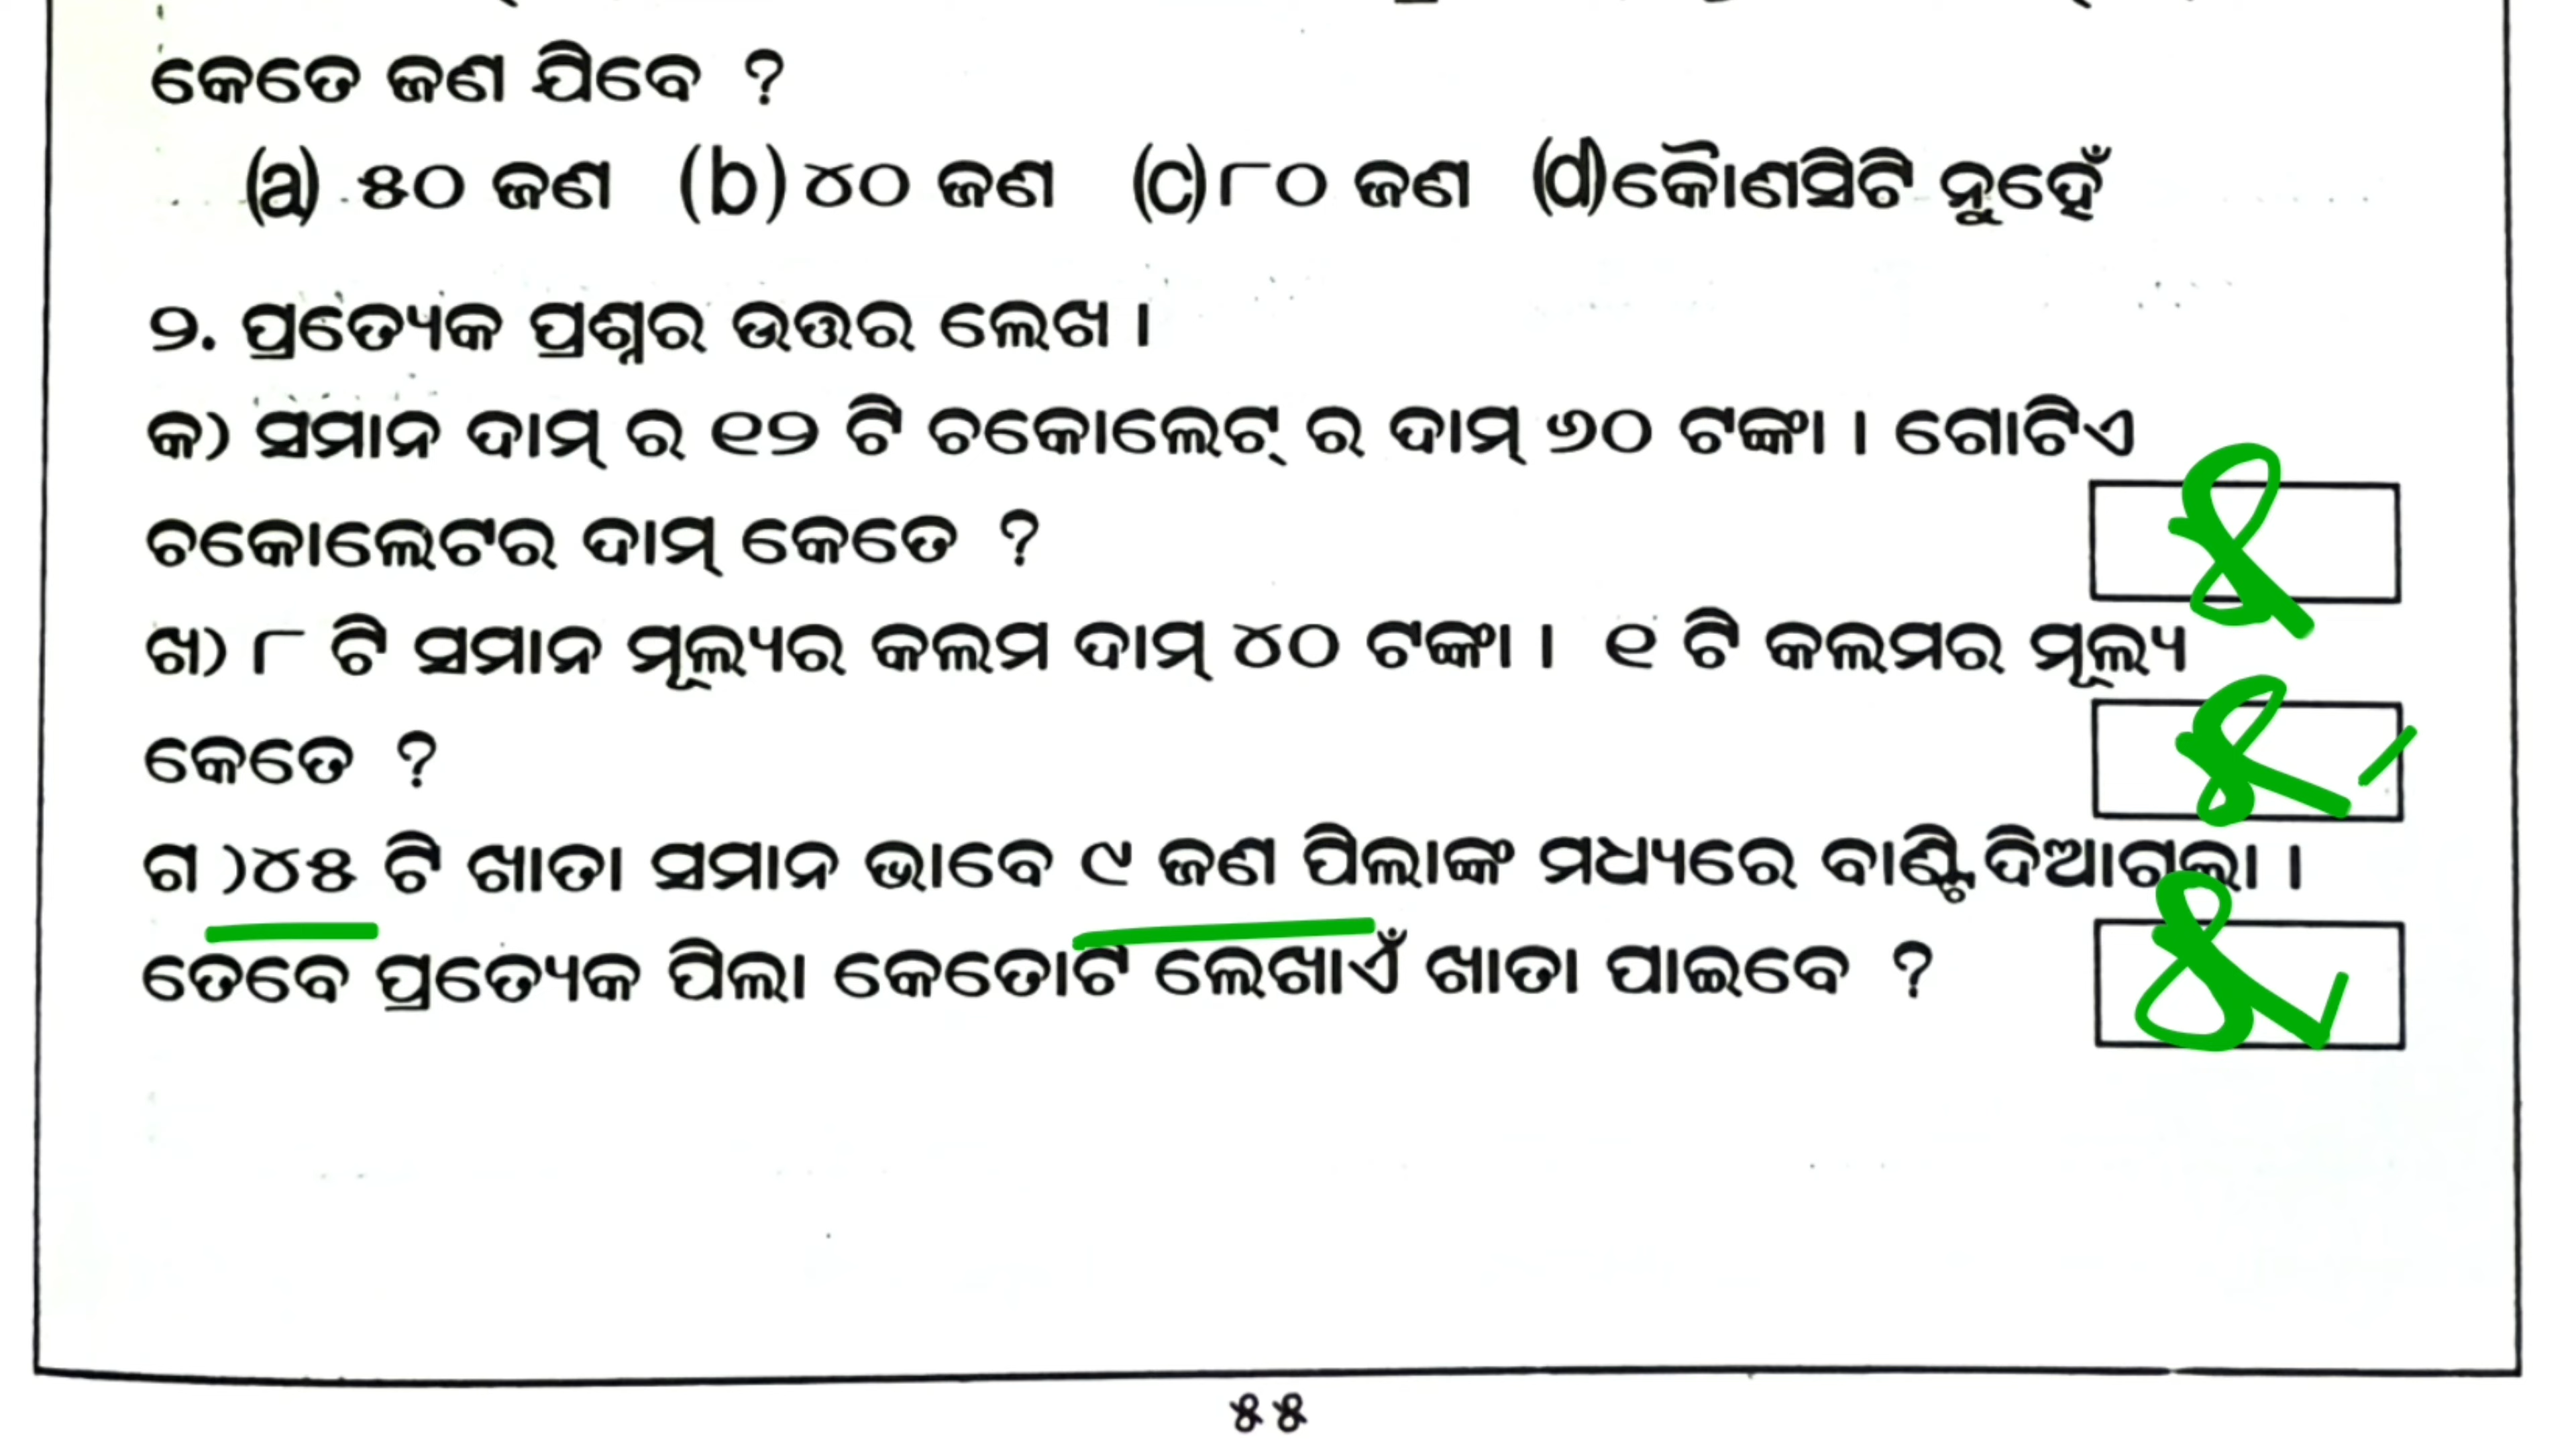 କେତେ ଜଣ ଯିବେ ?
(a) ୫୦ ଜଣ (b) ୪୦ ଜଣ (c) ୮୦ ଜଣ (d) କୌଣସିଟି ନୁହେଁ
୨. ପ୍ରତ୍ୟେକ ପ୍ରଶ୍ନର ଉତ୍ତର ଲେଖ ।
କ) ସମାନ ଦାମ୍ ର ୧୨ ଟି ଚକୋଲେଟ୍ ର ଦାମ୍ ୬୦ ଟଙ୍କା । ଗୋଟିଏ
ଚକୋଲେଟର ଦାମ୍ କେତେ ?
୫
ଖ) ୮ ଟି ସମାନ ମୂଲ୍ୟର କଲମ ଦାମ୍ ୪୦ ଟଙ୍କା । ୧ ଟି କଲମର ମୂଲ୍ୟ
କେତେ ?
୫
ଗ )୪୫ ଟି ଖାତା ସମାନ ଭାବେ ୯ ଜଣ ପିଲାଙ୍କ ମଧ୍ୟରେ ବାଣ୍ଟି ଦିଆଗଲା ।
ତେବେ ପ୍ରତ୍ୟେକ ପିଲା କେତୋଟି ଲେଖାଏଁ ଖାତା ପାଇବେ ?
୫
୫୫